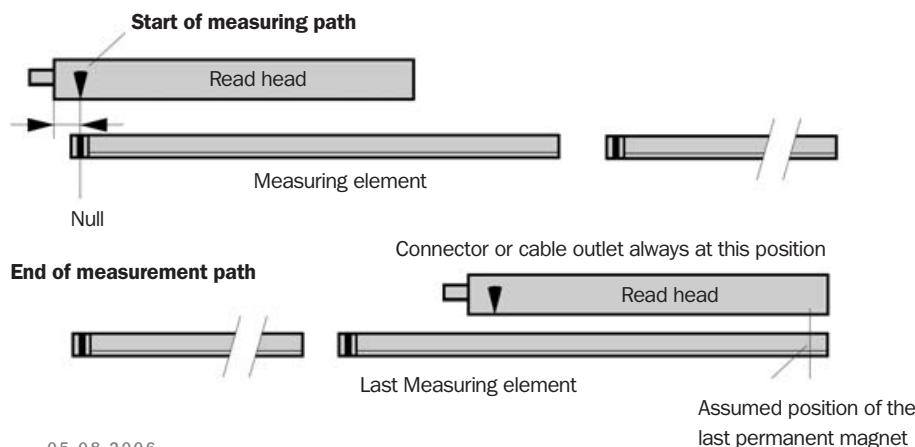 Start of measuring path
Read head
Measuring element
Null
Connector or cable outlet always at this position
End of measurement path
Read head
Last Measuring element
Assumed position of the
last permanent magnet